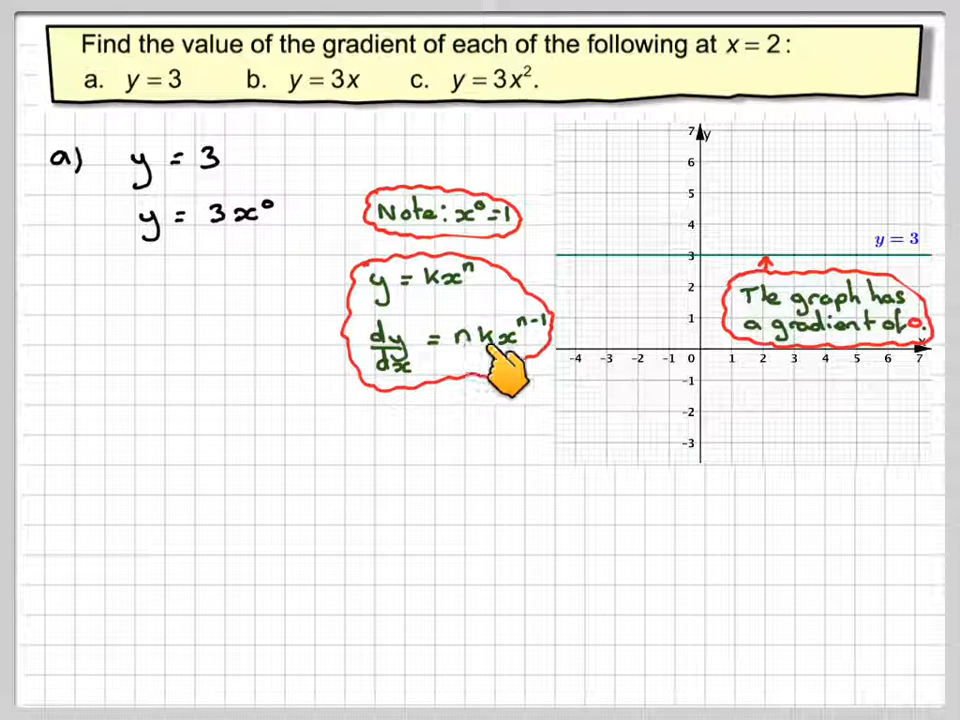 Find the value of the gradient of each of the following at x = 2 :
a. y = 3 b. y = 3x c. y = 3x².
a) y = 3
y = 3x⁰
Note: x⁰=1
y = kxⁿ
dy/dx = nkxⁿ⁻¹
7 y
6
5
4
y = 3
3
2
The graph has
1
a gradient of 0.
x
-4 -3 -2 -1 0 1 2 3 4 5 6 7
-1
-2
-3